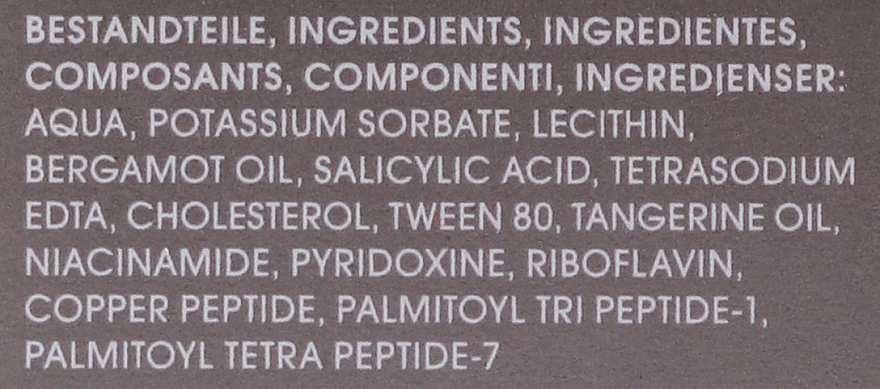 BESTANDTEILE, INGREDIENTS, INGREDIENTES,
COMPOSANTS, COMPONENTI, INGREDIENSER:
AQUA, POTASSIUM SORBATE, LECITHIN,
BERGAMOT OIL, SALICYLIC ACID, TETRASODIUM
EDTA, CHOLESTEROL, TWEEN 80, TANGERINE OIL,
NIACINAMIDE, PYRIDOXINE, RIBOFLAVIN,
COPPER PEPTIDE, PALMITOYL TRI PEPTIDE-1,
PALMITOYL TETRA PEPTIDE-7